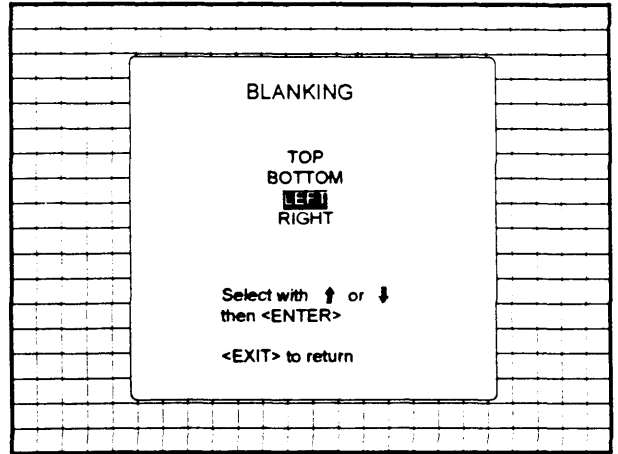 BLANKING
TOP
BOTTOM
LEFT
RIGHT
Select with ⬆ or ⬇
then <ENTER>
<EXIT> to return